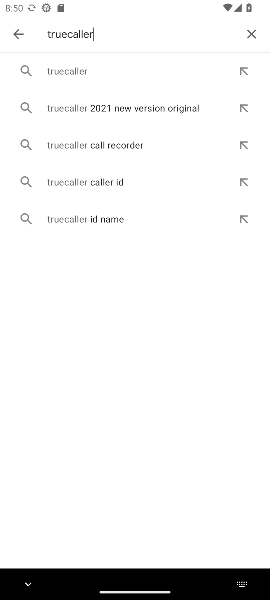 8:50
truecaller
truecaller
truecaller 2021 new version original
truecaller call recorder
truecaller caller id
truecaller id name